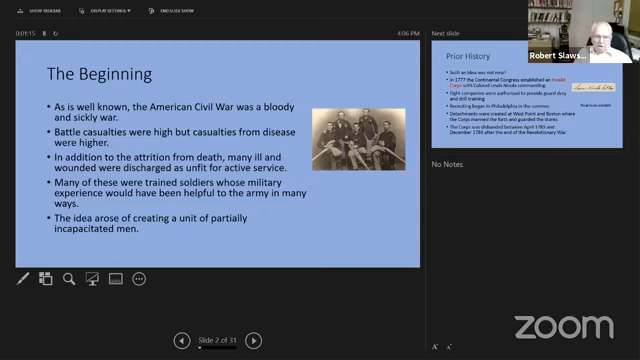 SHOW TASKBAR
DISPLAY SETTINGS
END SLIDE SHOW
0:01:15
4:06 PM
The Beginning
• As is well known, the American Civil War was a bloody
and sickly war.
• Battle casualties were high but casualties from disease
were higher.
• In addition to the attrition from death, many ill and
wounded were discharged as unfit for active service.
• Many of these were trained soldiers whose military
experience would have been helpful to the army in many
ways.
• The idea arose of creating a unit of partially
incapacitated men.
Slide 2 of 31
Next slide
Prior History
• Such an idea was not new!
• In 1777 the Continental Congress established an Invalid
Corps with Colonel Lewis Nicola commanding.
• Eight companies were authorized to provide guard duty
and drill training.
• Recruiting began in Philadelphia in the summer.
• Detachments were created at West Point and Boston where
the Corps manned the forts and guarded the stores.
• The Corps was disbanded between April 1783 and
December 1784 after the end of the Revolutionary War.
No Notes.
A A
Robert Slaws...
zoom